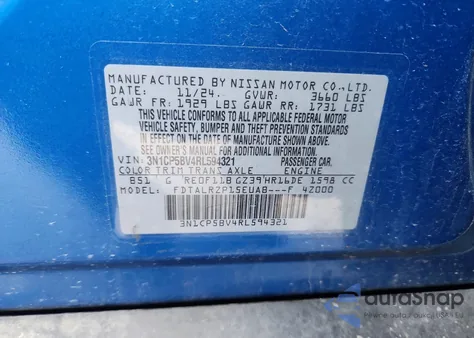 MANUFACTURED BY NISSAN MOTOR CO.,LTD.
DATE: 11/24.. GVWR: 3660 LBS
GAWR FR: 1929 LBS GAWR RR: 1731 LBS
THIS VEHICLE CONFORMS TO ALL APPLICABLE
FEDERAL MOTOR
VEHICLE SAFETY, BUMPER AND THEFT STANDARDS
IN EFFECT ON DATE OF MANUFACTURE SHOWN ABOVE.
SEE OWNER'S MANUAL FOR ADDITIONAL INFORMATION.
VIN: 3N1CP5BV4RL594321 PASSENGER CAR.
COLOR TRIM TRANS AXLE ENGINE
B51 G RE0F11B GZ39 HR16DE 1598 CC
MODEL: FDTALRZP15EUAB---F 4Z000
3N1CP5BV4RL594321
autoSnap